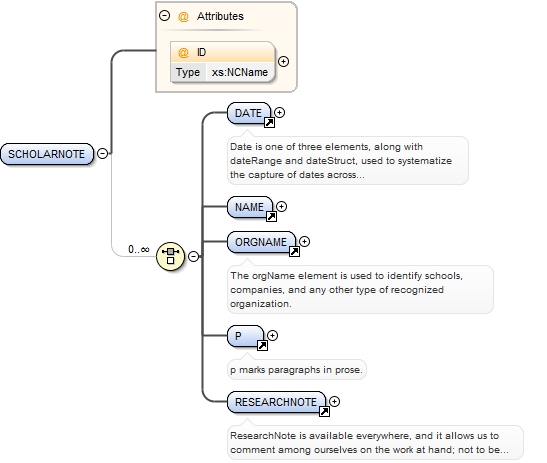 @ Attributes
@ ID
Type xs:NCName
SCHOLARNOTE
DATE
Date is one of three elements, along with
dateRange and dateStruct, used to systematize
the capture of dates across...
NAME
0..∞
ORGNAME
The orgName element is used to identify schools,
companies, and any other type of recognized
organization.
P
p marks paragraphs in prose.
RESEARCHNOTE
ResearchNote is available everywhere, and it allows us to
comment among ourselves on the work at hand; not to be...